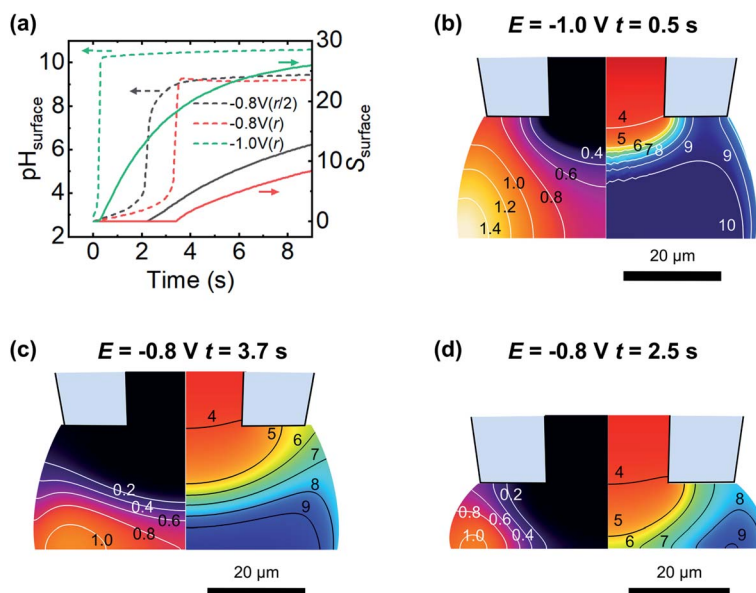 (a)
pH surface
10
8
6
4
2
30
20
10
0
S surface
-0.8V(r/2)
-0.8V(r)
-1.0V(r)
0 2 4 6 8
Time (s)
(b) E = -1.0 V t = 0.5 s
4
5 6 7 8 9 9
0.4
0.6
1.0 0.8
1.2
1.4
10
20 µm
(c) E = -0.8 V t = 3.7 s
4
5 6
7
8
9
0.2
0.4
0.6
1.0 0.8
20 µm
(d) E = -0.8 V t = 2.5 s
4
0.2
0.8 0.6
1.0 0.4
5
6 7 8
9
20 µm